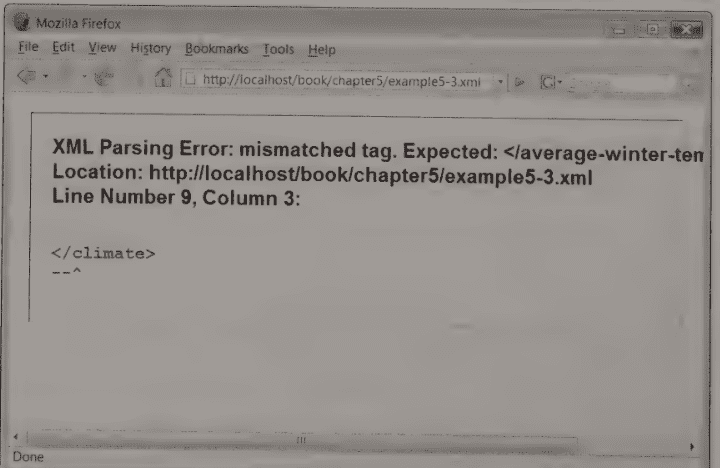 Mozilla Firefox
File Edit View History Bookmarks Tools Help
http://localhost/book/chapter5/example5-3.xml
XML Parsing Error: mismatched tag. Expected: </average-winter-tem
Location: http://localhost/book/chapter5/example5-3.xml
Line Number 9, Column 3:
</climate>
--^
Done